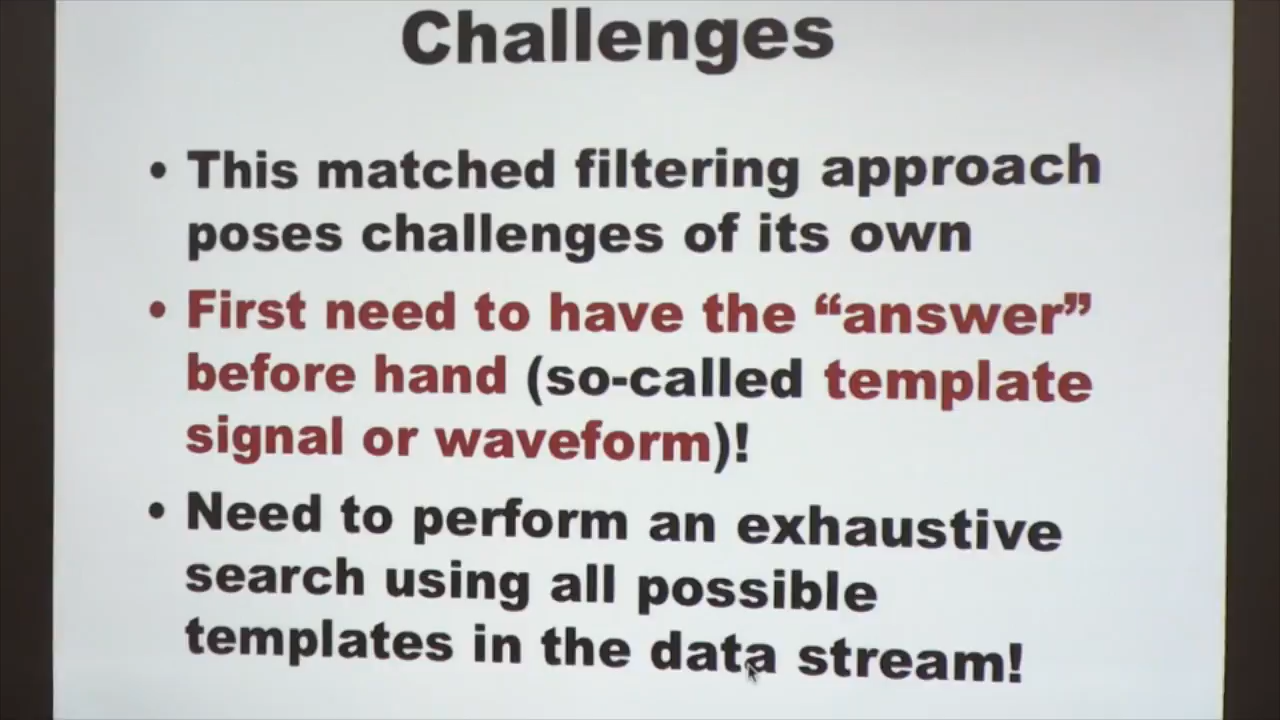 Challenges
• This matched filtering approach
poses challenges of its own
• First need to have the “answer”
before hand (so-called template
signal or waveform)!
• Need to perform an exhaustive
search using all possible
templates in the data stream!